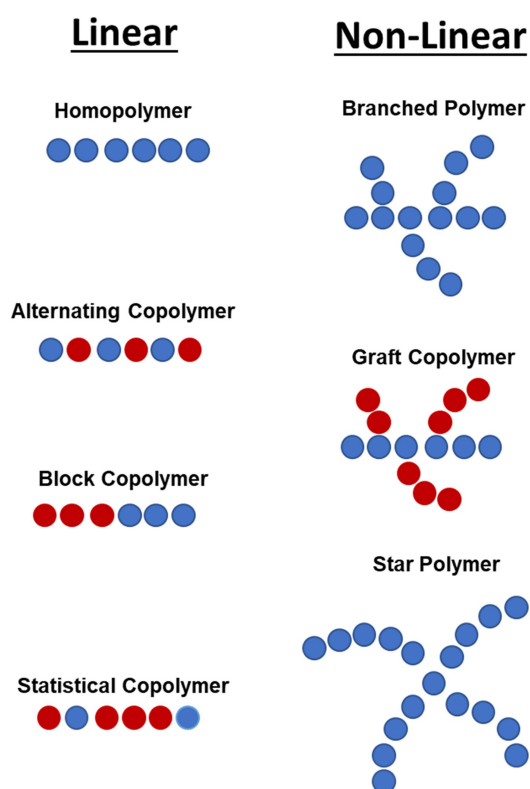 Linear
Homopolymer
Alternating Copolymer
Block Copolymer
Statistical Copolymer
Non-Linear
Branched Polymer
Graft Copolymer
Star Polymer